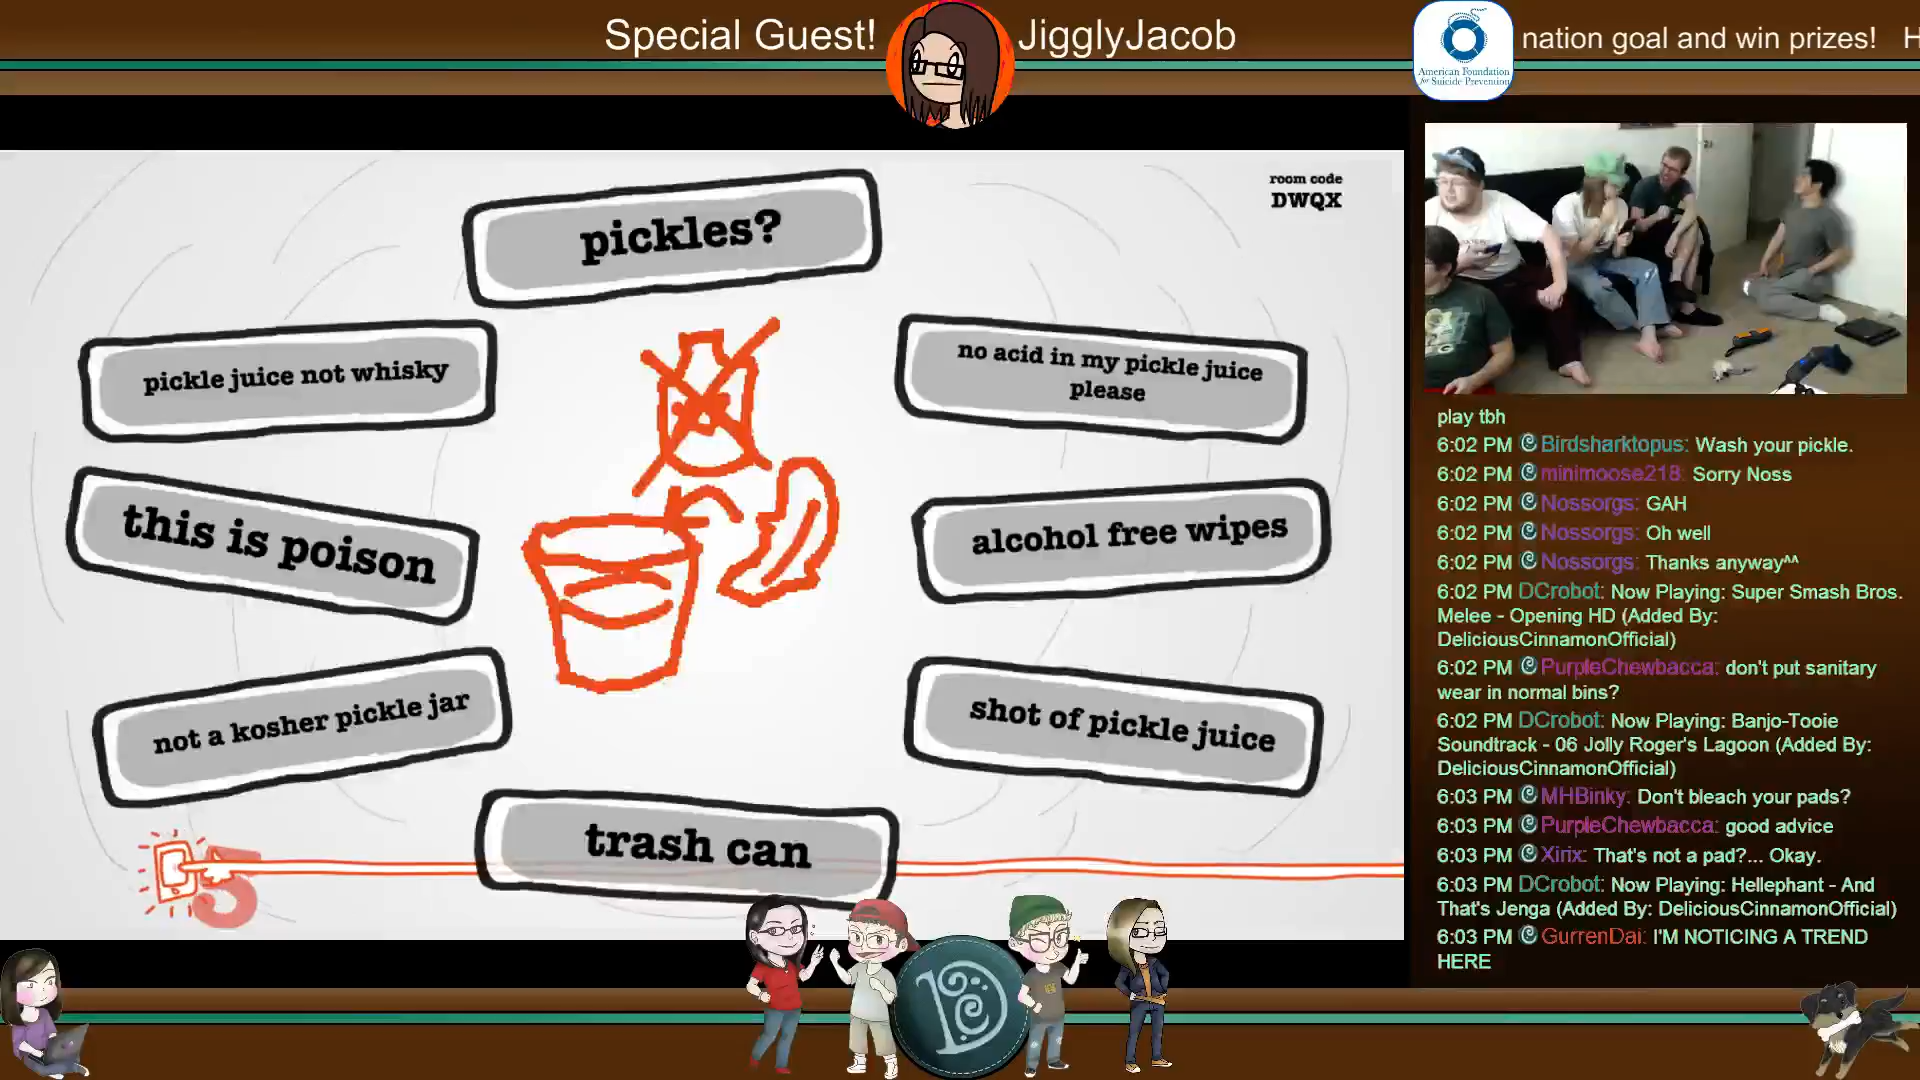 Special Guest!
JigglyJacob
American Foundation
for Suicide Prevention
nation goal and win prizes! H
room code
DWQX
pickles?
pickle juice not whisky
no acid in my pickle juice
please
this is poison
alcohol free wipes
not a kosher pickle jar
shot of pickle juice
trash can
5
play tbh
6:02 PM Birdsharktopus: Wash your pickle.
6:02 PM minimoose218: Sorry Noss
6:02 PM Nossorgs: GAH
6:02 PM Nossorgs: Oh well
6:02 PM Nossorgs: Thanks anyway^^
6:02 PM DCrobot: Now Playing: Super Smash Bros.
Melee - Opening HD (Added By:
DeliciousCinnamonOfficial)
6:02 PM PurpleChewbacca: don't put sanitary
wear in normal bins?
6:02 PM DCrobot: Now Playing: Banjo-Tooie
Soundtrack - 06 Jolly Roger's Lagoon (Added By:
DeliciousCinnamonOfficial)
6:03 PM MHBinky: Don't bleach your pads?
6:03 PM PurpleChewbacca: good advice
6:03 PM Xirix: That's not a pad?... Okay.
6:03 PM DCrobot: Now Playing: Hellephant - And
That's Jenga (Added By: DeliciousCinnamonOfficial)
6:03 PM GurrenDai: I'M NOTICING A TREND
HERE